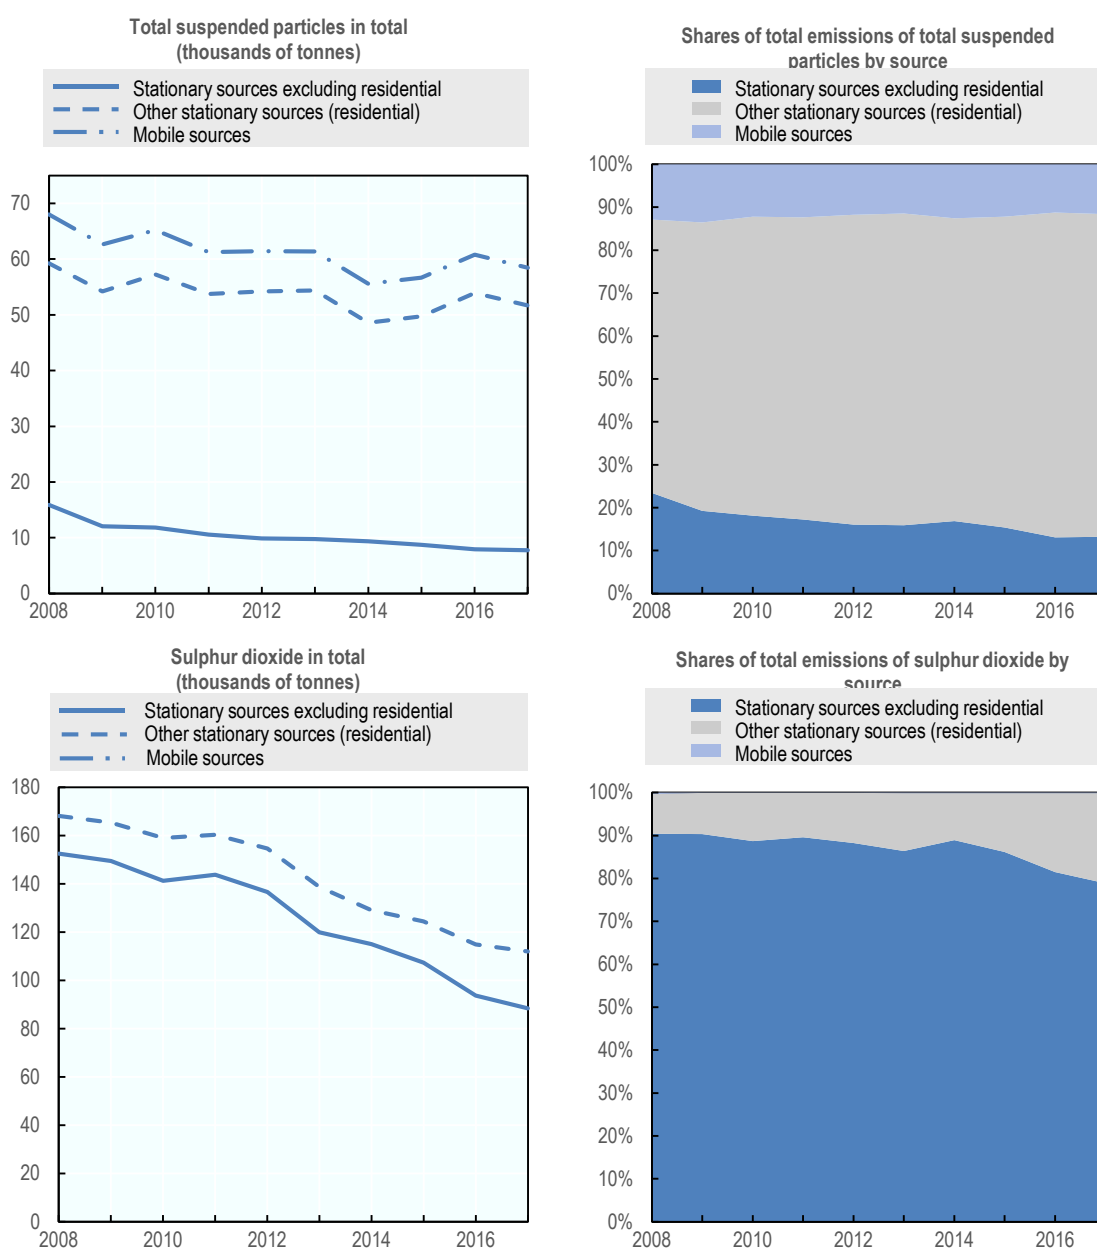 Total suspended particles in total
(thousands of tonnes)
Stationary sources excluding residential
Other stationary sources (residential)
Mobile sources
70
60
50
40
30
20
10
0
2008 2010 2012 2014 2016
Shares of total emissions of total suspended
particles by source
Stationary sources excluding residential
Other stationary sources (residential)
Mobile sources
100%
90%
80%
70%
60%
50%
40%
30%
20%
10%
0%
2008 2010 2012 2014 2016
Sulphur dioxide in total
(thousands of tonnes)
Stationary sources excluding residential
Other stationary sources (residential)
Mobile sources
180
160
140
120
100
80
60
40
20
0
2008 2010 2012 2014 2016
Shares of total emissions of sulphur dioxide by
source
Stationary sources excluding residential
Other stationary sources (residential)
Mobile sources
100%
90%
80%
70%
60%
50%
40%
30%
20%
10%
0%
2008 2010 2012 2014 2016